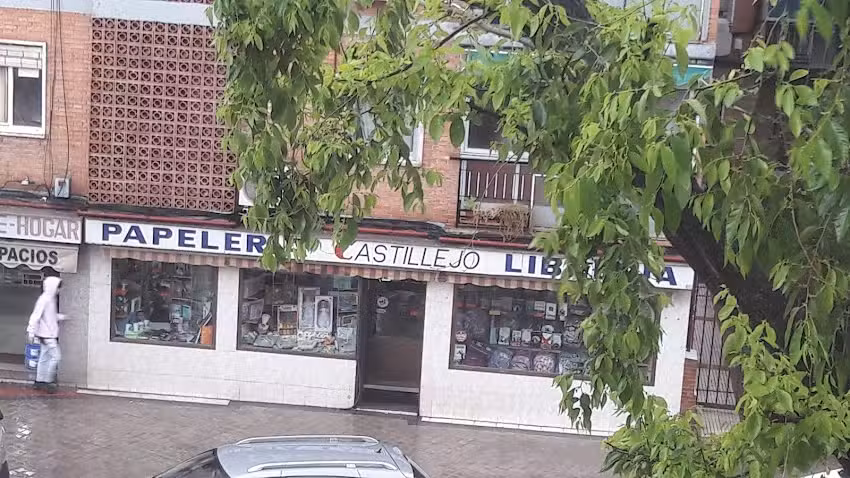 E-HOGAR
PACIOS
PAPELER
CASTILLEJO
LIB